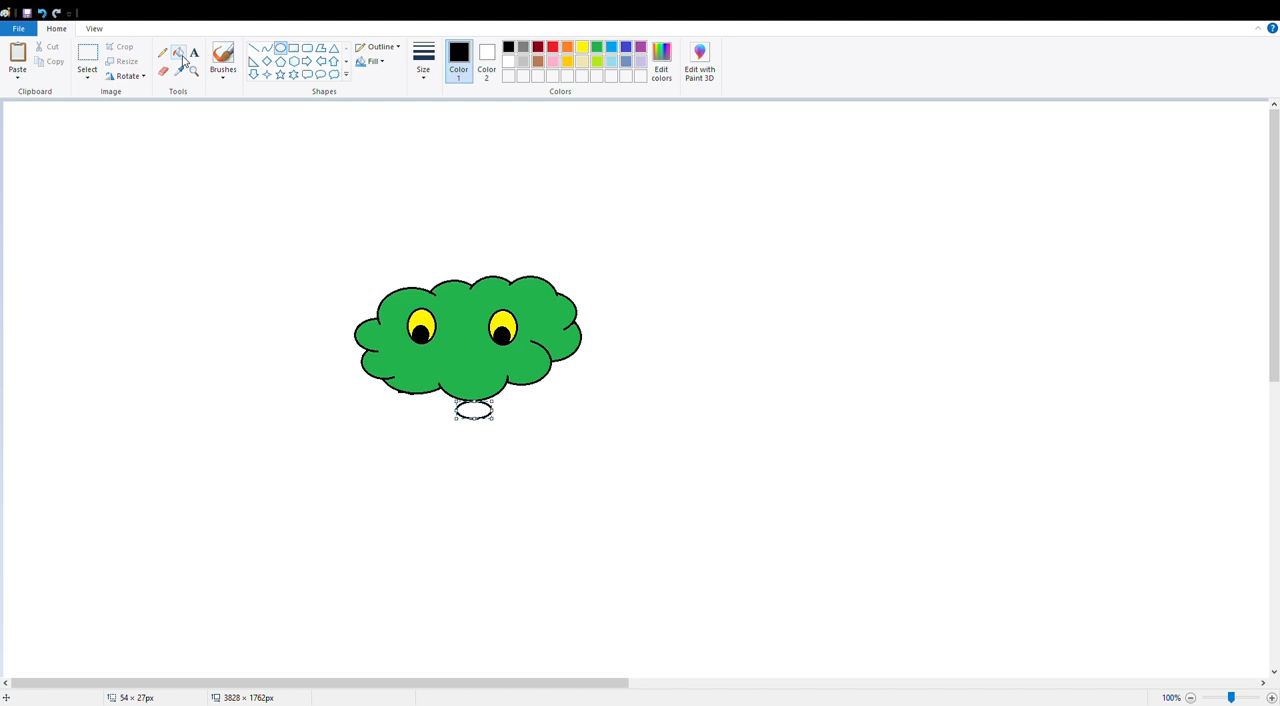 File Home View
Paste
Cut
Copy
Clipboard
Select
Crop
Resize
Rotate
Image
A
Tools
Brushes
Outline
Fill
Shapes
Size
Color
1
Color
2
Edit
colors
Colors
Edit with
Paint 3D
54 × 27px
3828 × 1762px
100%